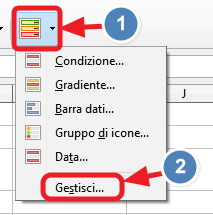 1
Condizione...
Gradiente...
Barra dati...
Gruppo di icone...
J
Data...
2
Gestisci...